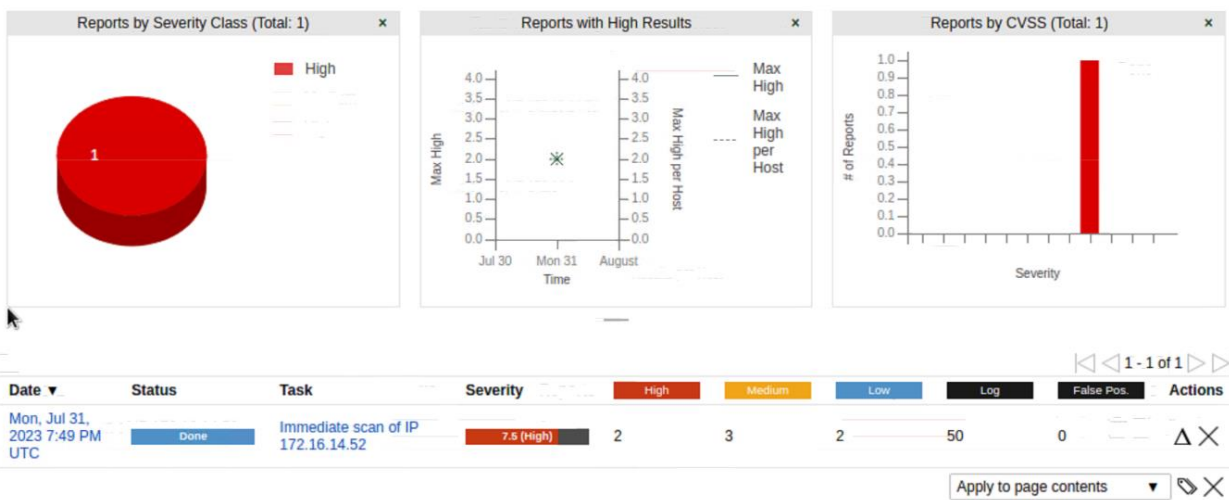 Reports by Severity Class (Total: 1) ×
High
1
Reports with High Results ×
4.0 4.0
3.5 3.5
3.0 3.0
2.5 2.5
2.0 2.0
1.5 1.5
1.0 1.0
0.5 0.5
0.0 0.0
Max High
Max High per Host
Jul 30 Mon 31 August
Time
Max
High
Max
High
per
Host
Reports by CVSS (Total: 1) ×
1.0
0.9
0.8
0.7
0.6
0.5
0.4
0.3
0.2
0.1
0.0
# of Reports
Severity
1 - 1 of 1
Date ▼ Status Task Severity High Medium Low Log False Pos. Actions
Mon, Jul 31,
2023 7:49 PM
UTC
Done
Immediate scan of IP
172.16.14.52
7.5 (High) 2 3 2 50 0
Apply to page contents ▼